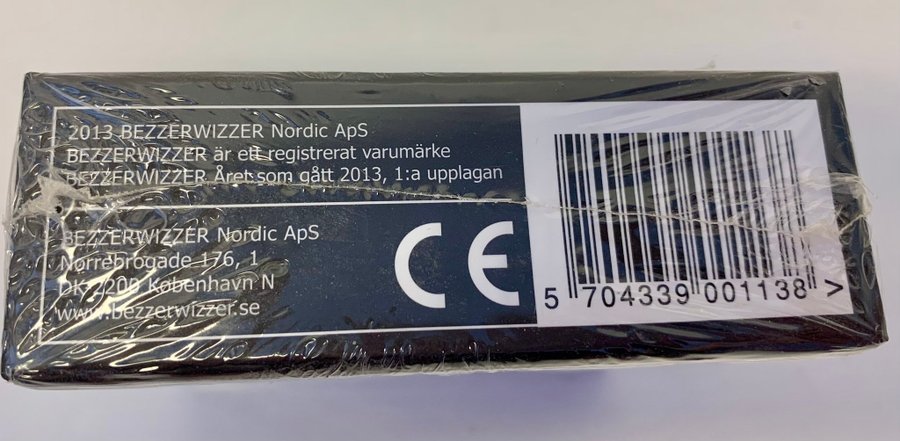 2013 BEZZERWIZZER Nordic ApS
BEZZERWIZZER är ett registrerat varumärke
BEZZERWIZZER Året som gått 2013, 1:a upplagan
BEZZERWIZZER Nordic ApS
Nørrebrogade 176, 1
DK-2200 København N
www.bezzerwizzer.se
CE
5 704339 001138 >